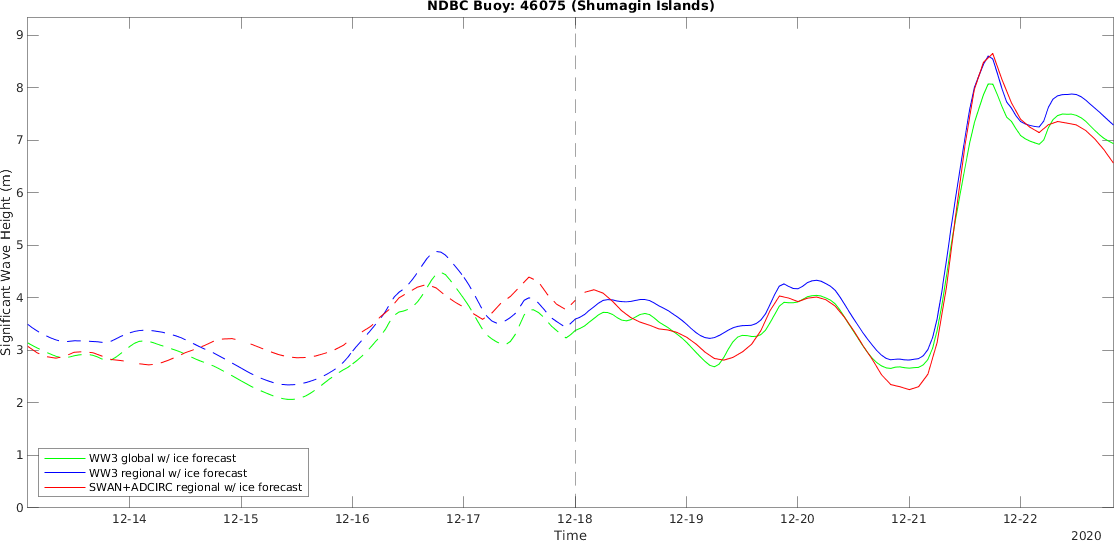 NDBC Buoy: 46075 (Shumagin Islands)
9
8
7
6
5
4
3
2
1
0
Significant Wave Height (m)
WW3 global w/ ice forecast
WW3 regional w/ ice forecast
SWAN+ADCIRC regional w/ ice forecast
12-14 12-15 12-16 12-17 12-18 12-19 12-20 12-21 12-22
Time
2020